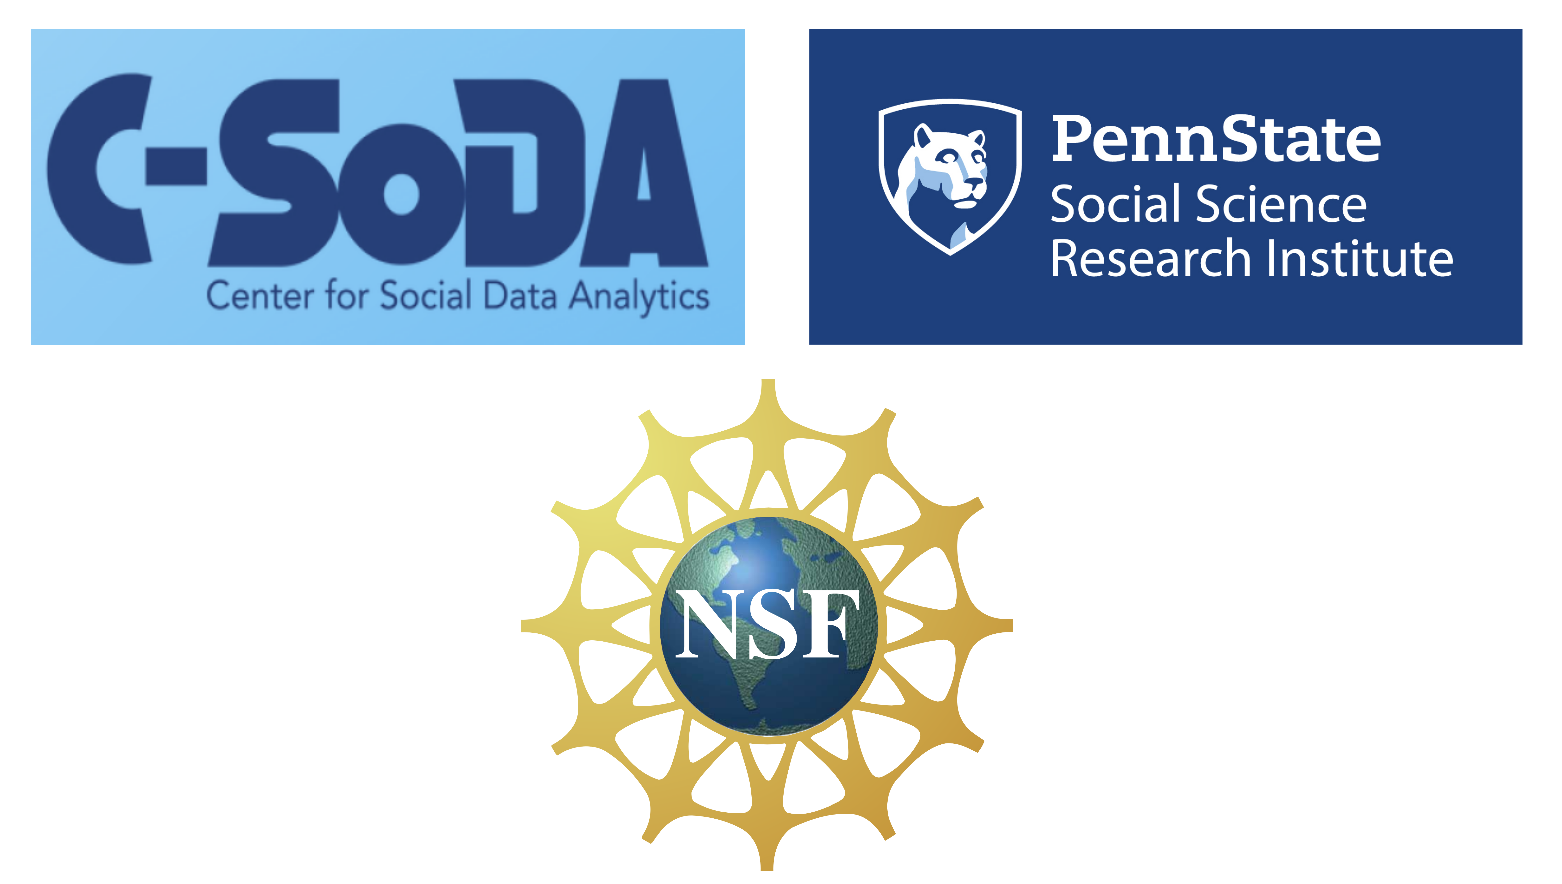 C-SoDA
Center for Social Data Analytics
PennState
Social Science
Research Institute
NSF